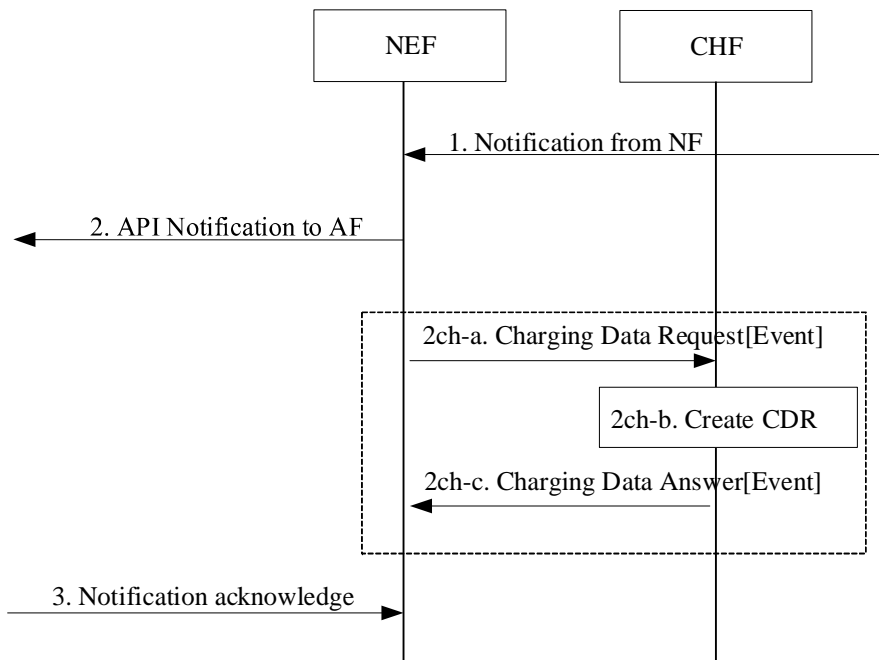 NEF
CHF
1. Notification from NF
2. API Notification to AF
2ch-a. Charging Data Request[Event]
2ch-b. Create CDR
2ch-c. Charging Data Answer[Event]
3. Notification acknowledge